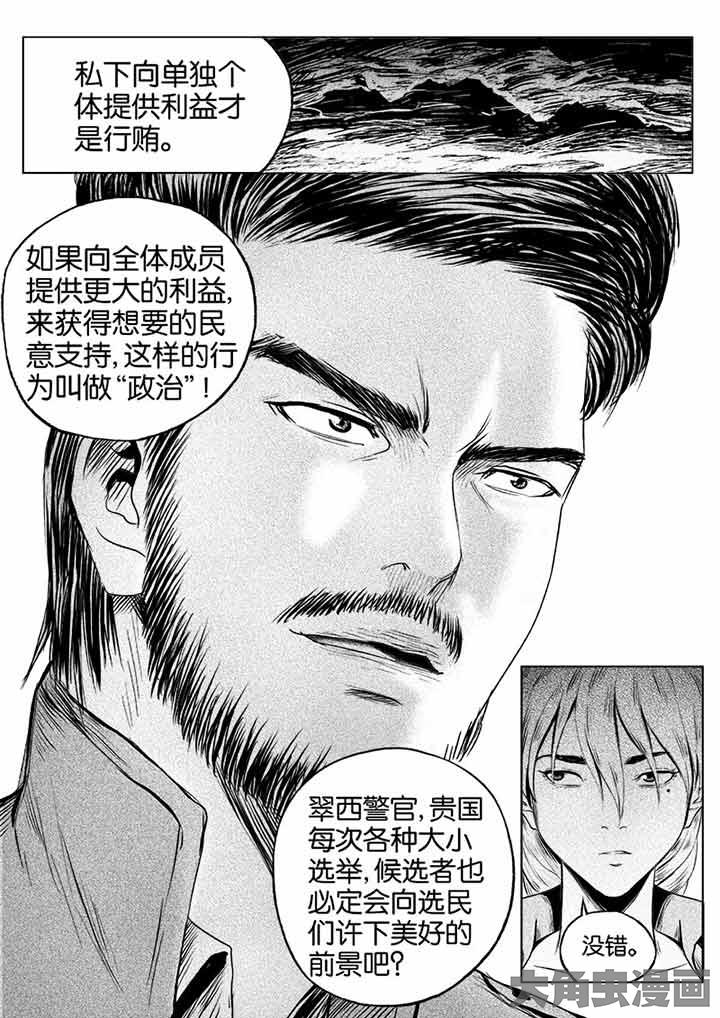 私下向单独个
体提供利益才
是行贿。
如果向全体成员
提供更大的利益,
来获得想要的民
意支持,这样的行
为叫做“政治”!
翠西警官,贵国
每次各种大小
选举,候选者也
必定会向选民
们许下美好的
前景吧?
没错。
大角虫漫画